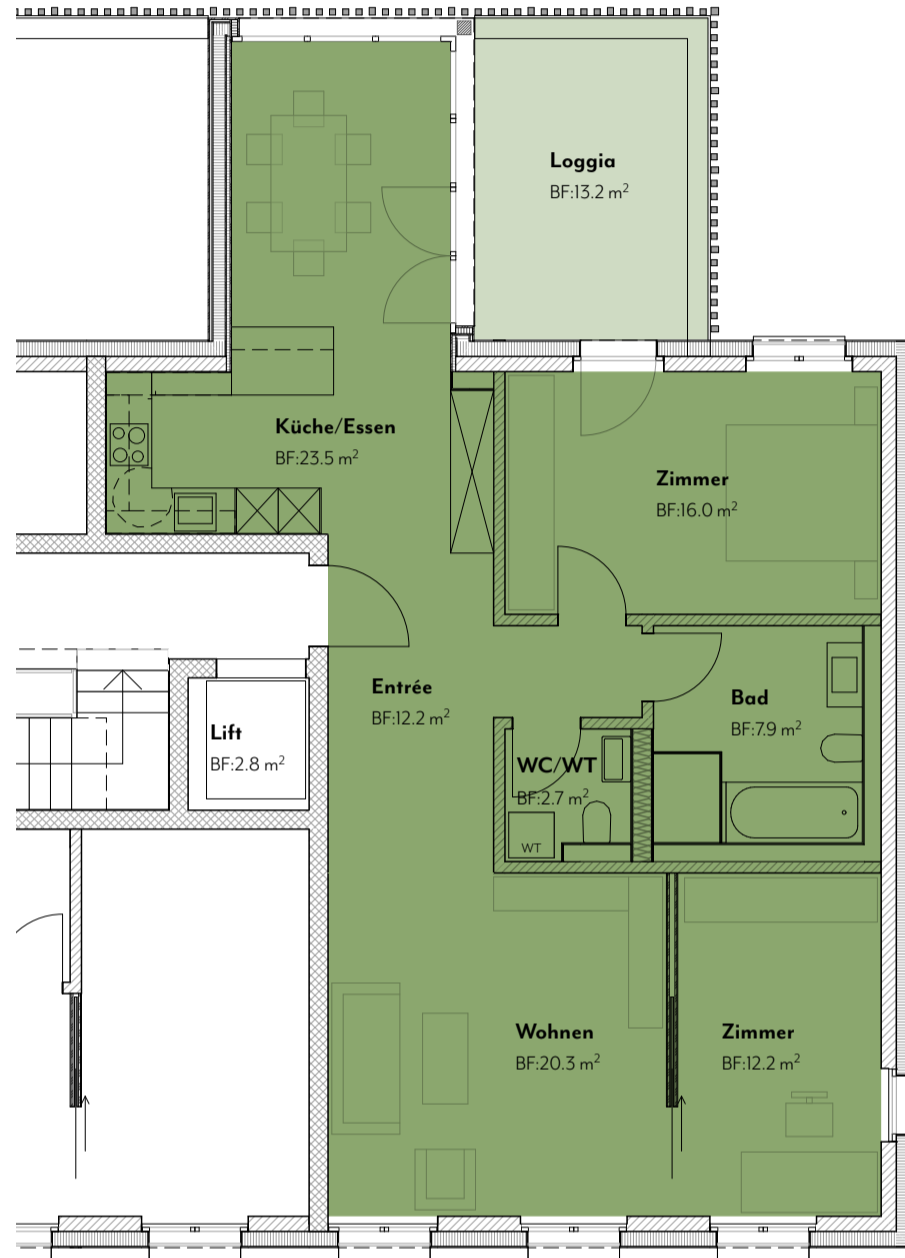 Loggia
BF:13.2 m²
Küche/Essen
BF:23.5 m²
Zimmer
BF:16.0 m²
Entrée
BF:12.2 m²
Bad
BF:7.9 m²
Lift
BF:2.8 m²
WC/WT
BF:2.7 m²
WT
Wohnen
BF:20.3 m²
Zimmer
BF:12.2 m²